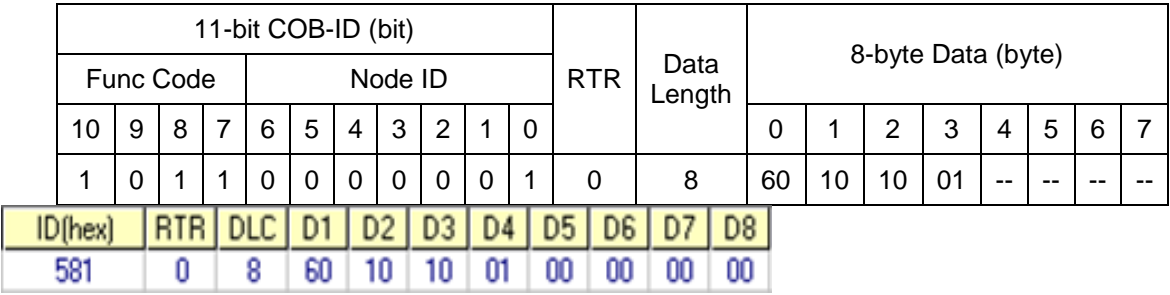 11-bit COB-ID (bit) RTR Data Length 8-byte Data (byte)
Func Code Node ID
10 9 8 7 6 5 4 3 2 1 0 0 1 2 3 4 5 6 7
1 0 1 1 0 0 0 0 0 0 1 0 8 60 10 10 01 -- -- -- --
ID(hex) RTR DLC D1 D2 D3 D4 D5 D6 D7 D8
581 0 8 60 10 10 01 00 00 00 00